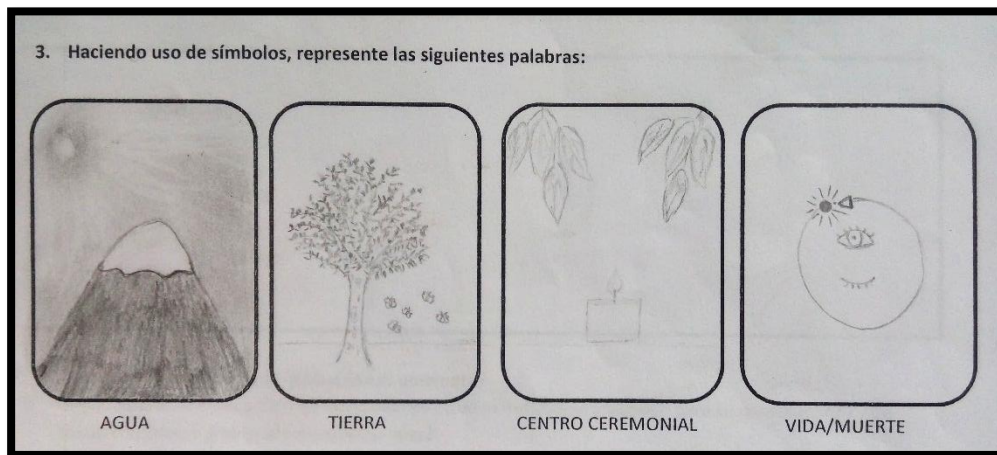 3. Haciendo uso de símbolos, represente las siguientes palabras:
AGUA
TIERRA
CENTRO CEREMONIAL
VIDA/MUERTE